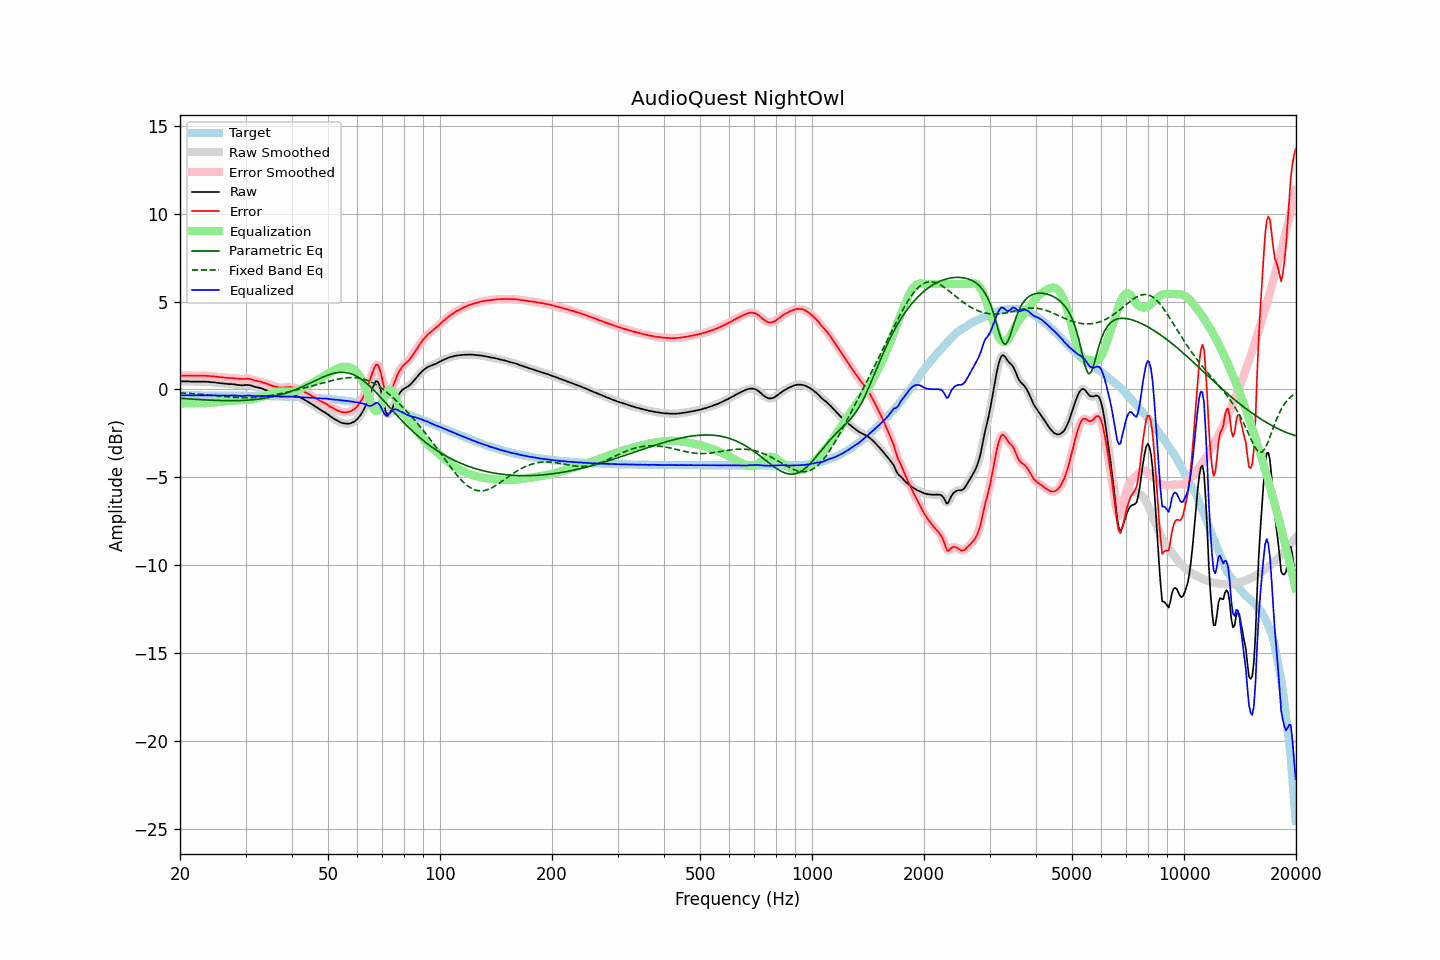 AudioQuest NightOwl
15
10
5
0
−5
−10
−15
−20
−25
Amplitude (dBr)
Target
Raw Smoothed
Error Smoothed
Raw
Error
Equalization
Parametric Eq
Fixed Band Eq
Equalized
20 50 100 200 500 1000 2000 5000 10000 20000
Frequency (Hz)